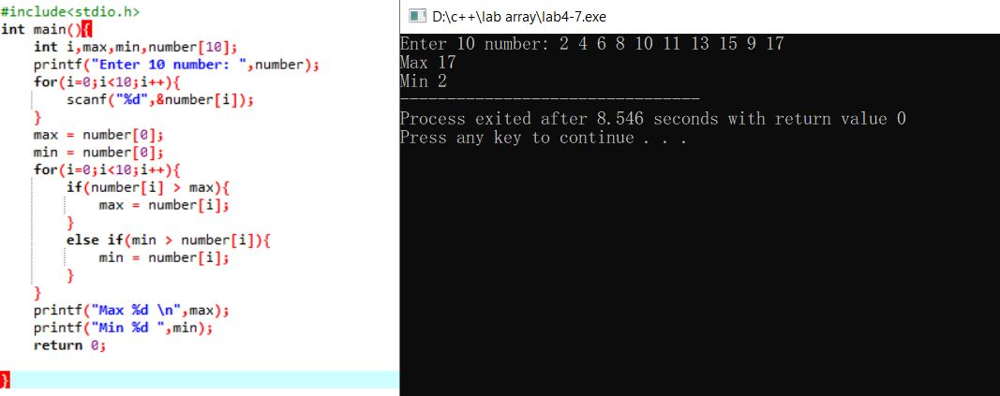 #include<stdio.h>
int main(){
    int i,max,min,number[10];
    printf("Enter 10 number: ",number);
    for(i=0;i<10;i++){
        scanf("%d",&number[i]);
    }
    max = number[0];
    min = number[0];
    for(i=0;i<10;i++){
        if(number[i] > max){
            max = number[i];
        }
        else if(min > number[i]){
            min = number[i];
        }
    }
    printf("Max %d \n",max);
    printf("Min %d ",min);
    return 0;
}
D:\c++\lab array\lab4-7.exe
Enter 10 number: 2 4 6 8 10 11 13 15 9 17
Max 17
Min 2
--------------------------------
Process exited after 8.546 seconds with return value 0
Press any key to continue . . .